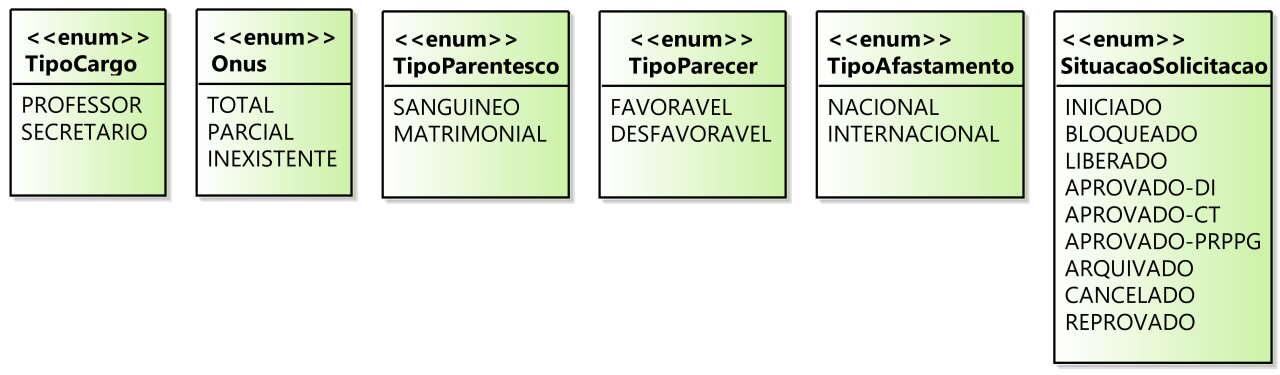 <<enum>>
TipoCargo
PROFESSOR
SECRETARIO
<<enum>>
Onus
TOTAL
PARCIAL
INEXISTENTE
<<enum>>
TipoParentesco
SANGUINEO
MATRIMONIAL
<<enum>>
TipoParecer
FAVORAVEL
DESFAVORAVEL
<<enum>>
TipoAfastamento
NACIONAL
INTERNACIONAL
<<enum>>
SituacaoSolicitacao
INICIADO
BLOQUEADO
LIBERADO
APROVADO-DI
APROVADO-CT
APROVADO-PRPPG
ARQUIVADO
CANCELADO
REPROVADO